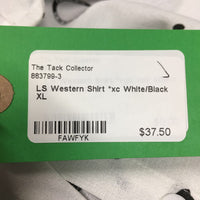 The Tack Collector
883799-3
LS Western Shirt *xc White/Black
XL
$37.50
FAWFYK